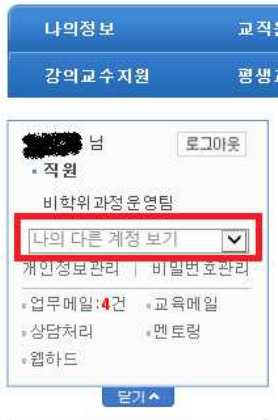 나의정보 교직
강의교수지원 평생
님 로그아웃
직원
비학위과정운영팀
나의 다른 계정 보기
개인정보관리 | 비밀번호관리
업무메일:4건 교육메일
상담처리 멘토링
웹하드
닫기